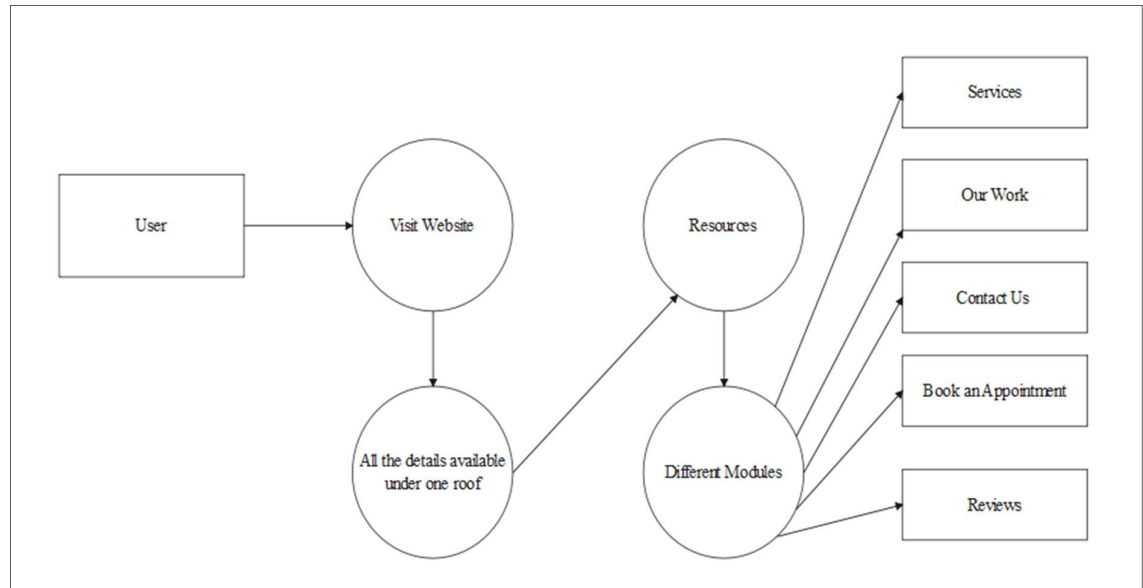 User
Visit Website
All the details available
under one roof
Resources
Different Modules
Services
Our Work
Contact Us
Book an Appointment
Reviews